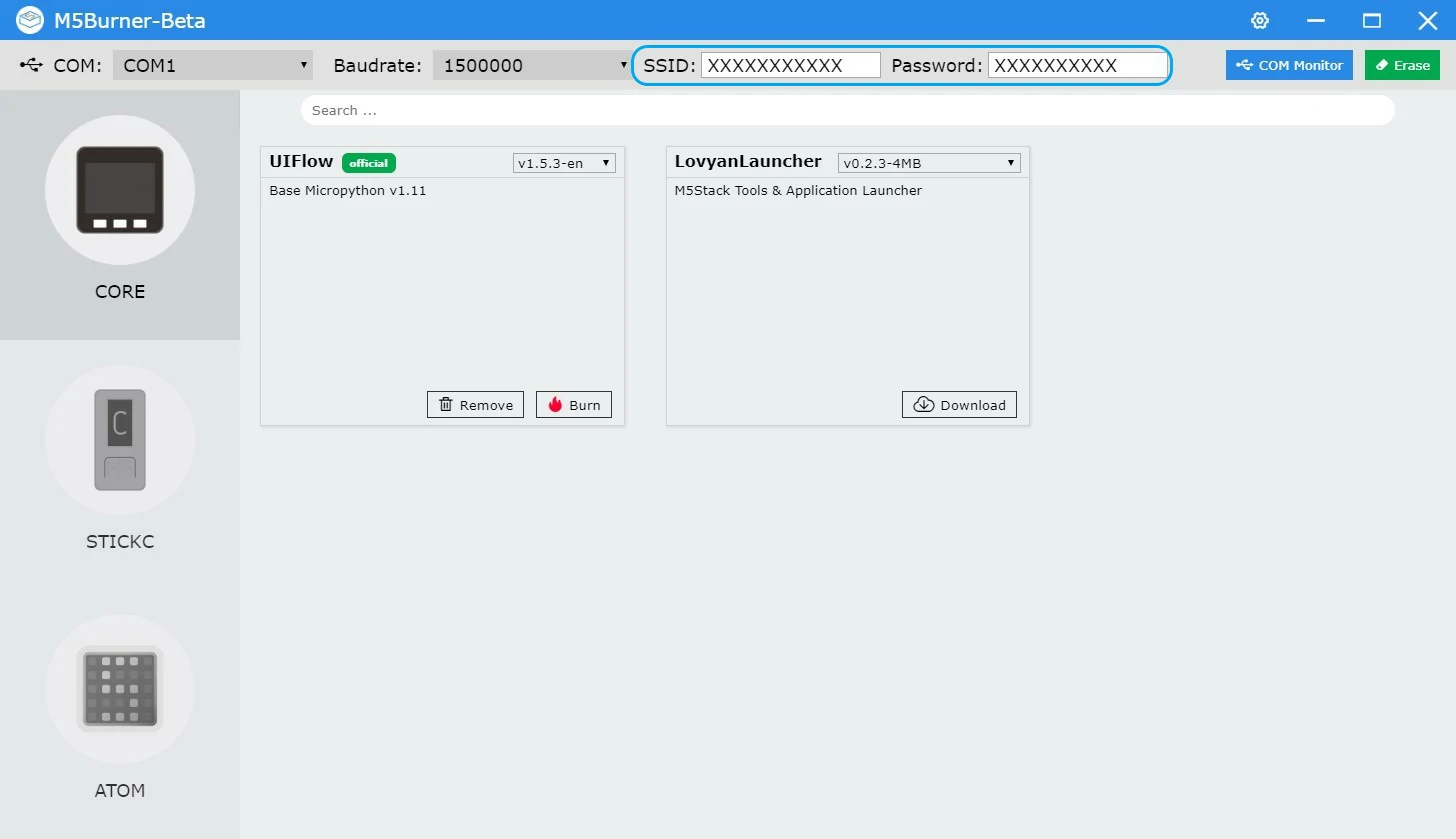 M5Burner-Beta
COM: COM1 Baudrate: 1500000 SSID: XXXXXXXXXXX Password: XXXXXXXXXX COM Monitor Erase
Search ...
UIFlow official v1.5.3-en
Base Micropython v1.11
Remove Burn
LovyanLauncher v0.2.3-4MB
M5Stack Tools & Application Launcher
Download
CORE
C
STICKC
ATOM